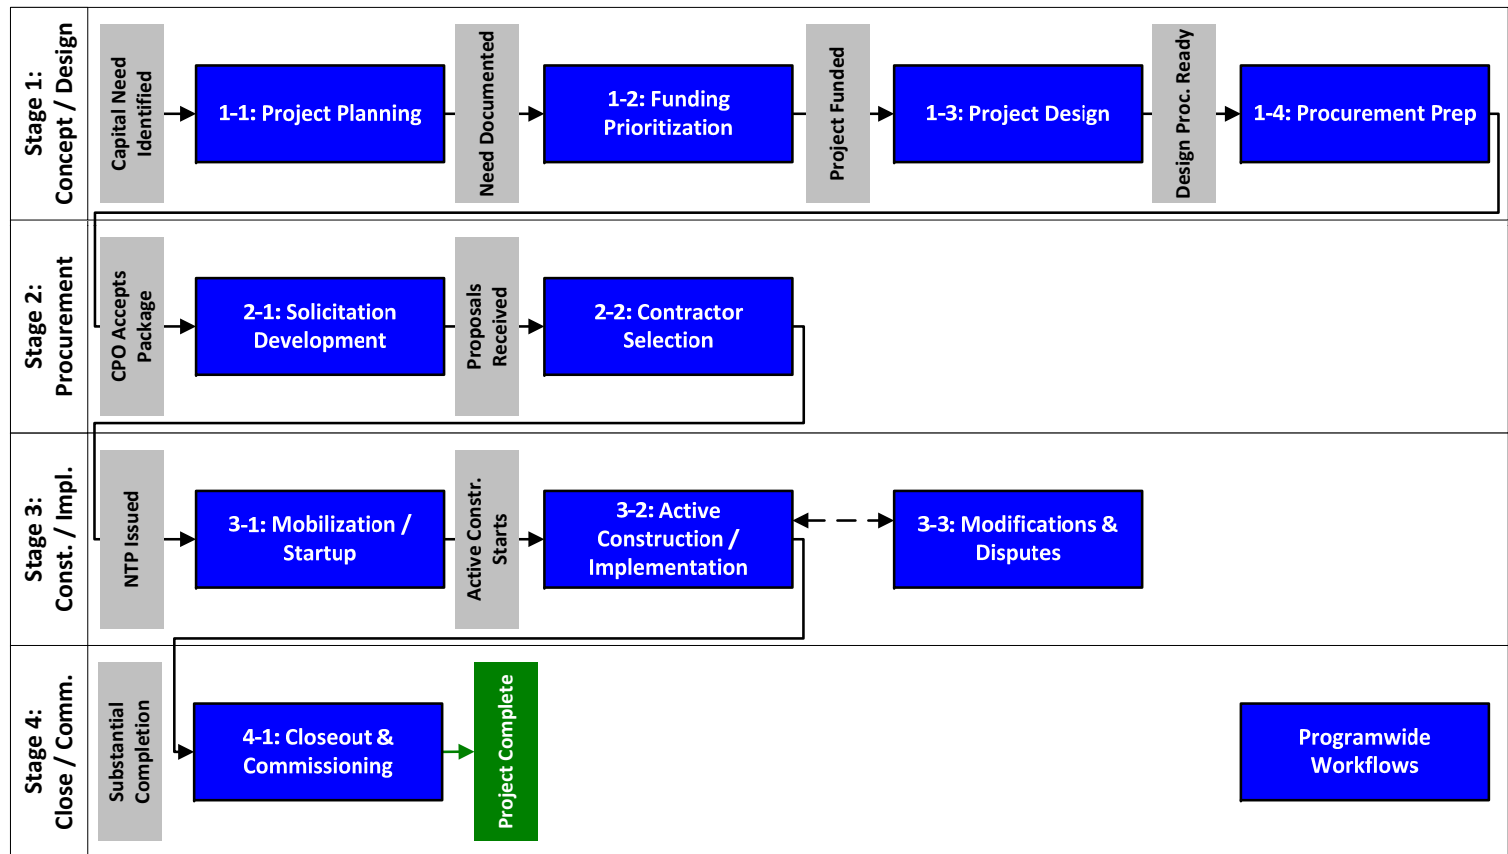 Stage 1:
Concept / Design
Capital Need
Identified
1-1: Project Planning
Need Documented
1-2: Funding
Prioritization
Project Funded
1-3: Project Design
Design Proc. Ready
1-4: Procurement Prep
Stage 2:
Procurement
CPO Accepts
Package
2-1: Solicitation
Development
Proposals
Received
2-2: Contractor
Selection
Stage 3:
Const. / Impl.
NTP Issued
3-1: Mobilization /
Startup
Active Constr.
Starts
3-2: Active
Construction /
Implementation
3-3: Modifications &
Disputes
Stage 4:
Close / Comm.
Substantial
Completion
4-1: Closeout &
Commissioning
Project Complete
Programwide
Workflows